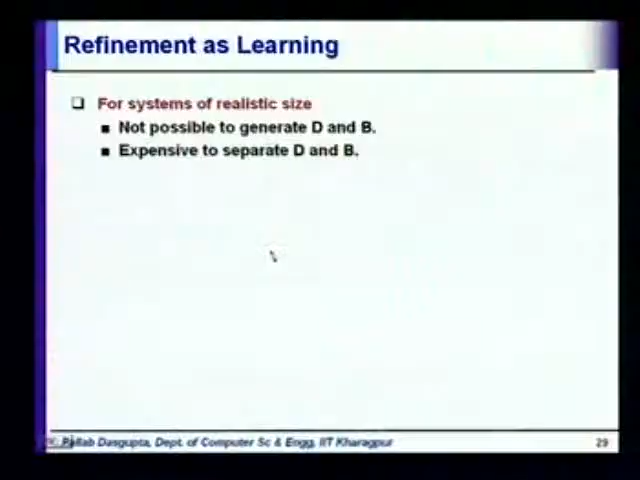 Refinement as Learning
For systems of realistic size
Not possible to generate D and B.
Expensive to separate D and B.
Pallab Dasgupta, Dept. of Computer Sc & Engg, IIT Kharagpur
29